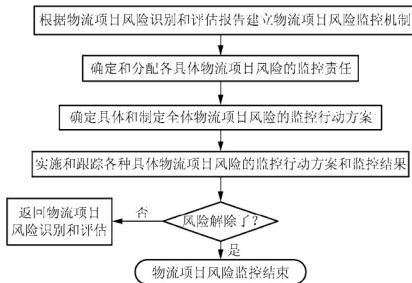 根据物流项目风险识别和评估报告建立物流项目风险监控机制
确定和分配各具体物流项目风险的监控责任
确定具体和制定全体物流项目风险的监控行动方案
实施和跟踪各种具体物流项目风险的监控行动方案和监控结果
返回物流项目
风险识别和评估
否
风险解除了?
是
物流项目风险监控结束